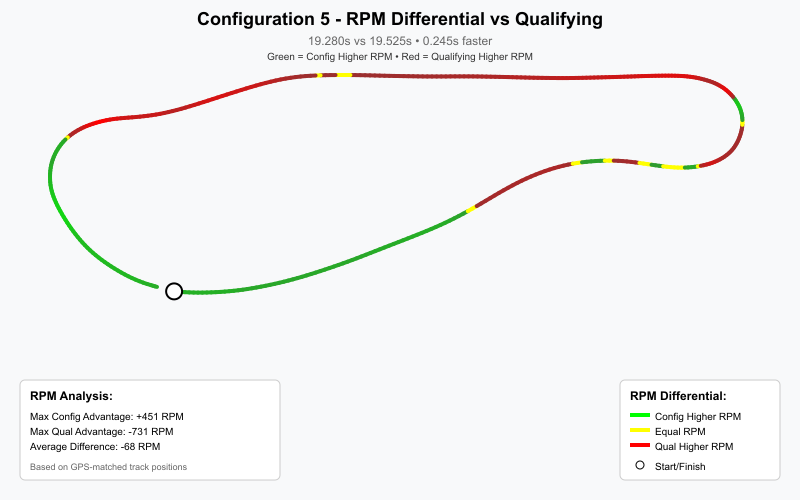 Configuration 5 - RPM Differential vs Qualifying
19.280s vs 19.525s • 0.245s faster
Green = Config Higher RPM • Red = Qualifying Higher RPM
RPM Analysis:
Max Config Advantage: +451 RPM
Max Qual Advantage: -731 RPM
Average Difference: -68 RPM
Based on GPS-matched track positions
RPM Differential:
Config Higher RPM
Equal RPM
Qual Higher RPM
Start/Finish